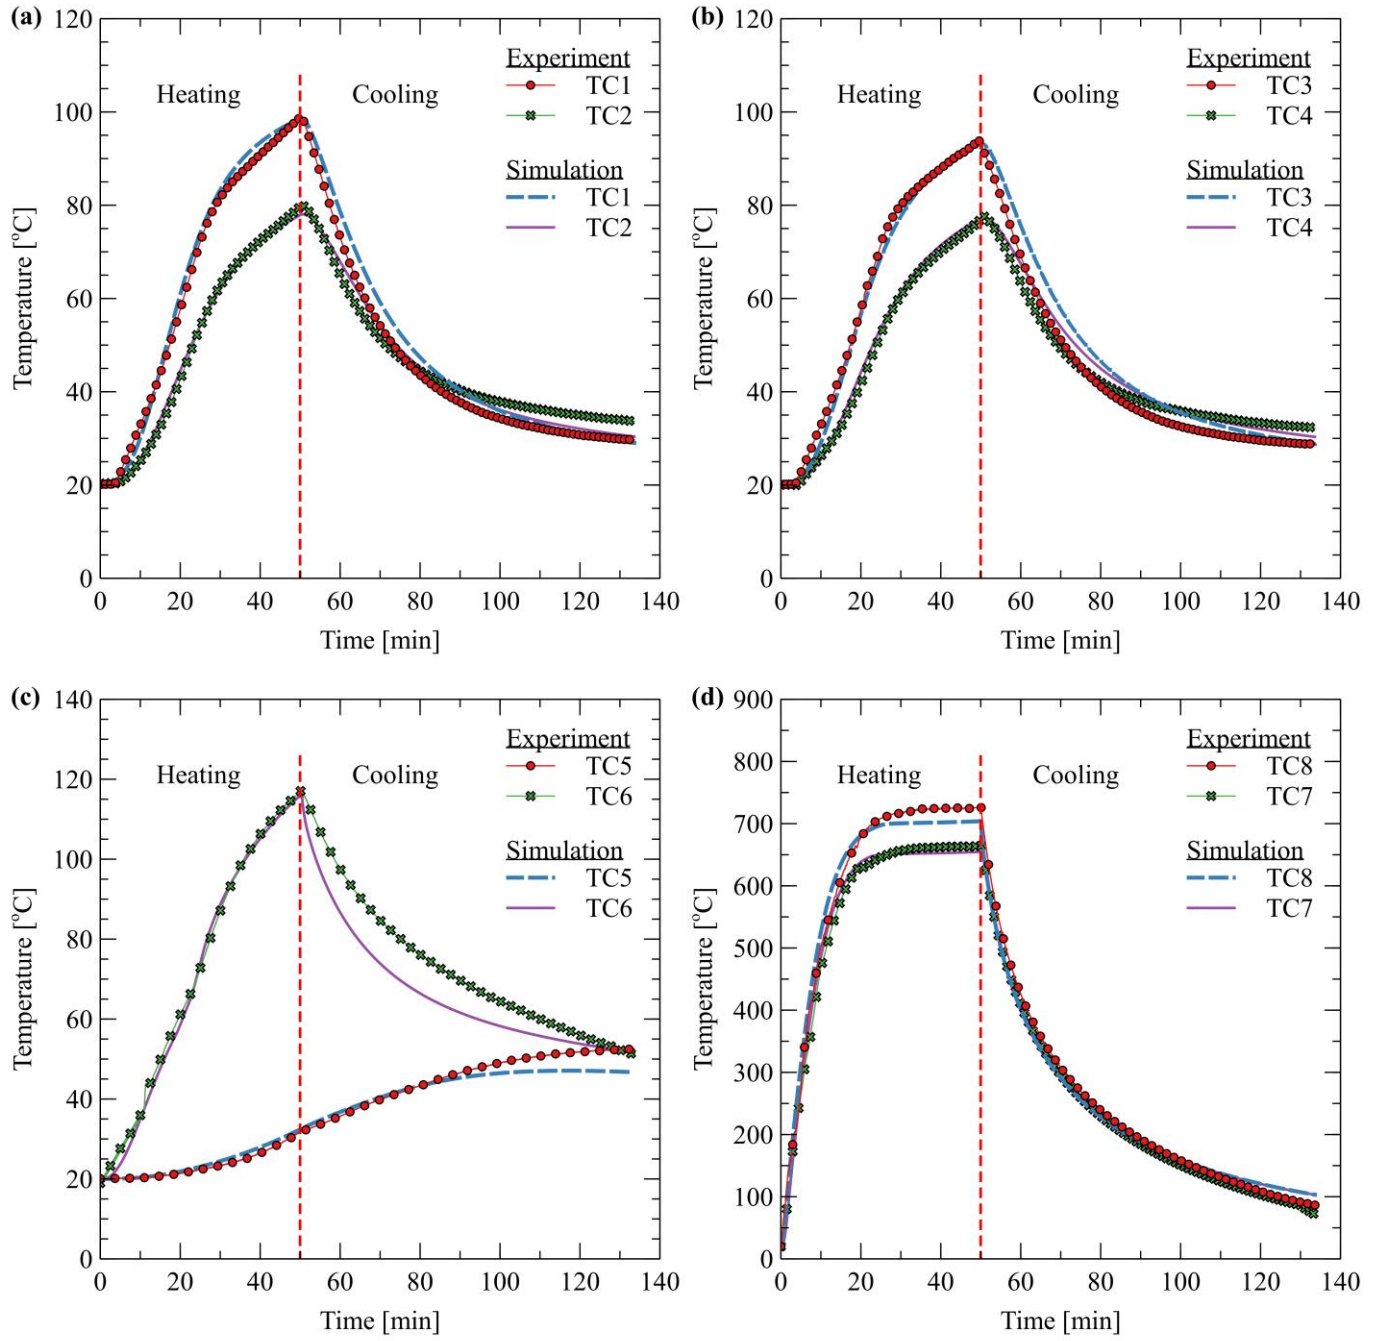 (a)
120
100
80
60
40
20
0
Temperature [°C]
Heating
Cooling
Experiment
TC1
TC2
Simulation
TC1
TC2
0 20 40 60 80 100 120 140
Time [min]
(b)
120
100
80
60
40
20
0
Temperature [°C]
Heating
Cooling
Experiment
TC3
TC4
Simulation
TC3
TC4
0 20 40 60 80 100 120 140
Time [min]
(c)
140
120
100
80
60
40
20
0
Temperature [°C]
Heating
Cooling
Experiment
TC5
TC6
Simulation
TC5
TC6
0 20 40 60 80 100 120 140
Time [min]
(d)
900
800
700
600
500
400
300
200
100
0
Temperature [°C]
Heating
Cooling
Experiment
TC8
TC7
Simulation
TC8
TC7
0 20 40 60 80 100 120 140
Time [min]